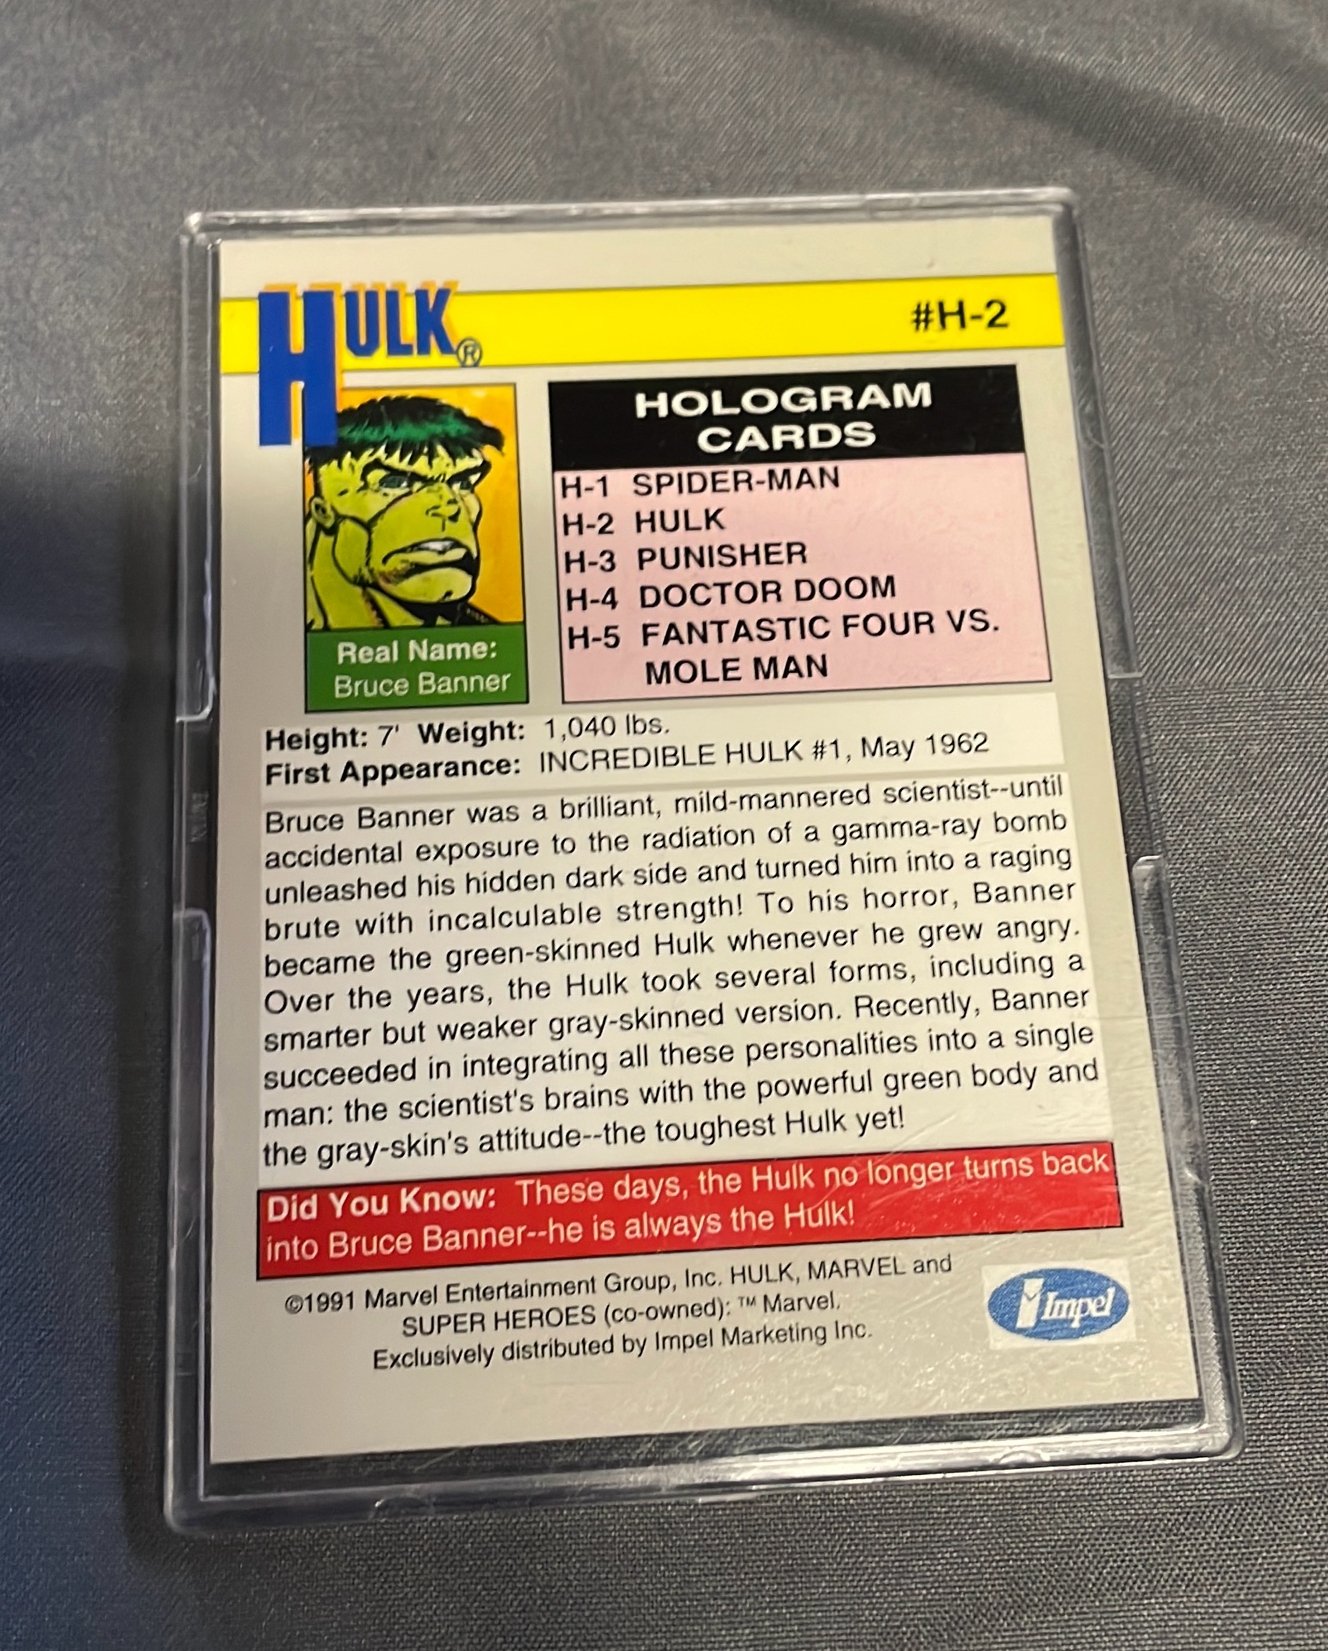 HULK®
#H-2
HOLOGRAM
CARDS
H-1 SPIDER-MAN
H-2 HULK
H-3 PUNISHER
H-4 DOCTOR DOOM
H-5 FANTASTIC FOUR VS.
MOLE MAN
Real Name:
Bruce Banner
Height: 7' Weight: 1,040 lbs.
First Appearance: INCREDIBLE HULK #1, May 1962
Bruce Banner was a brilliant, mild-mannered scientist--until
accidental exposure to the radiation of a gamma-ray bomb
unleashed his hidden dark side and turned him into a raging
brute with incalculable strength! To his horror, Banner
became the green-skinned Hulk whenever he grew angry.
Over the years, the Hulk took several forms, including a
smarter but weaker gray-skinned version. Recently, Banner
succeeded in integrating all these personalities into a single
man: the scientist's brains with the powerful green body and
the gray-skin's attitude--the toughest Hulk yet!
Did You Know: These days, the Hulk no longer turns back
into Bruce Banner--he is always the Hulk!
©1991 Marvel Entertainment Group, Inc. HULK, MARVEL and
SUPER HEROES (co-owned): ™ Marvel.
Exclusively distributed by Impel Marketing Inc.
Impel